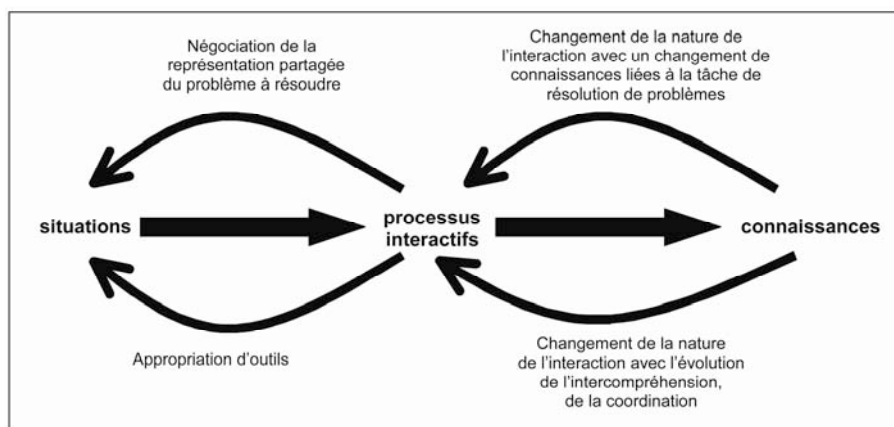 Négociation de la
représentation partagée
du problème à résoudre
Changement de la nature de
l'interaction avec un changement de
connaissances liées à la tâche de
résolution de problèmes
situations
processus
interactifs
connaissances
Appropriation d'outils
Changement de la nature
de l'interaction avec l'évolution
de l'intercompréhension,
de la coordination